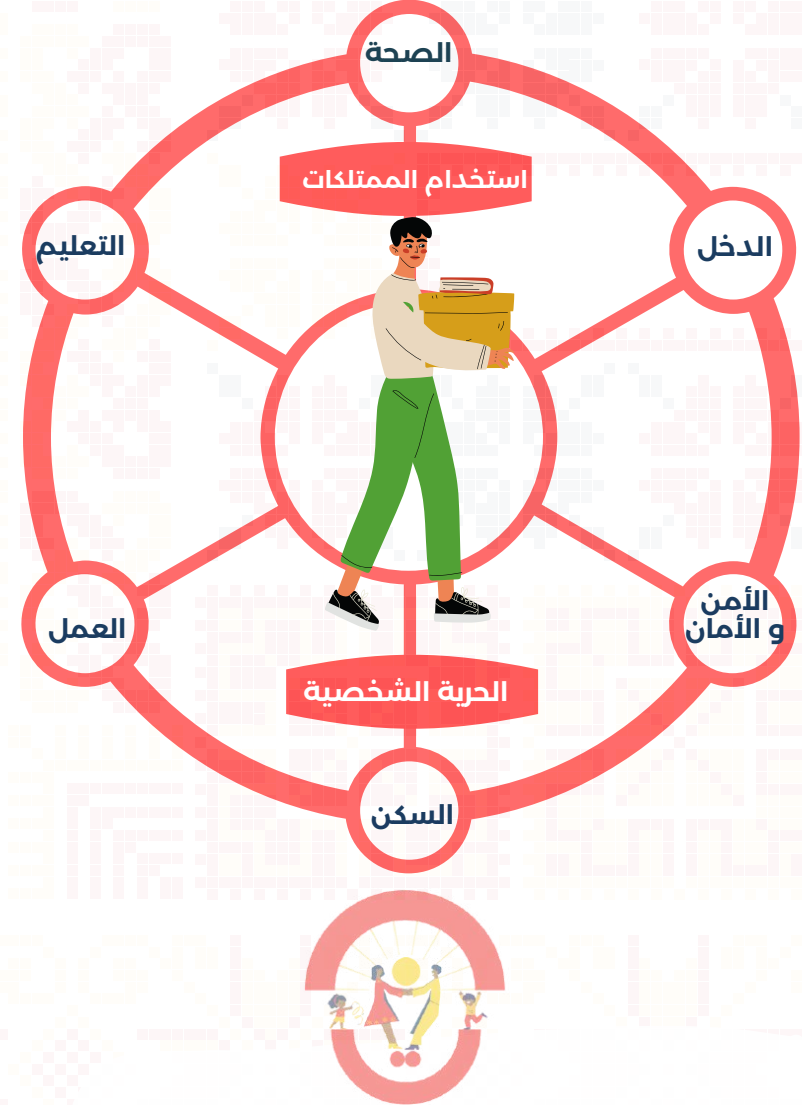 الصحة
استخدام الممتلكات
الدخل
التعليم
الأمن
و الأمان
العمل
الحرية الشخصية
السكن